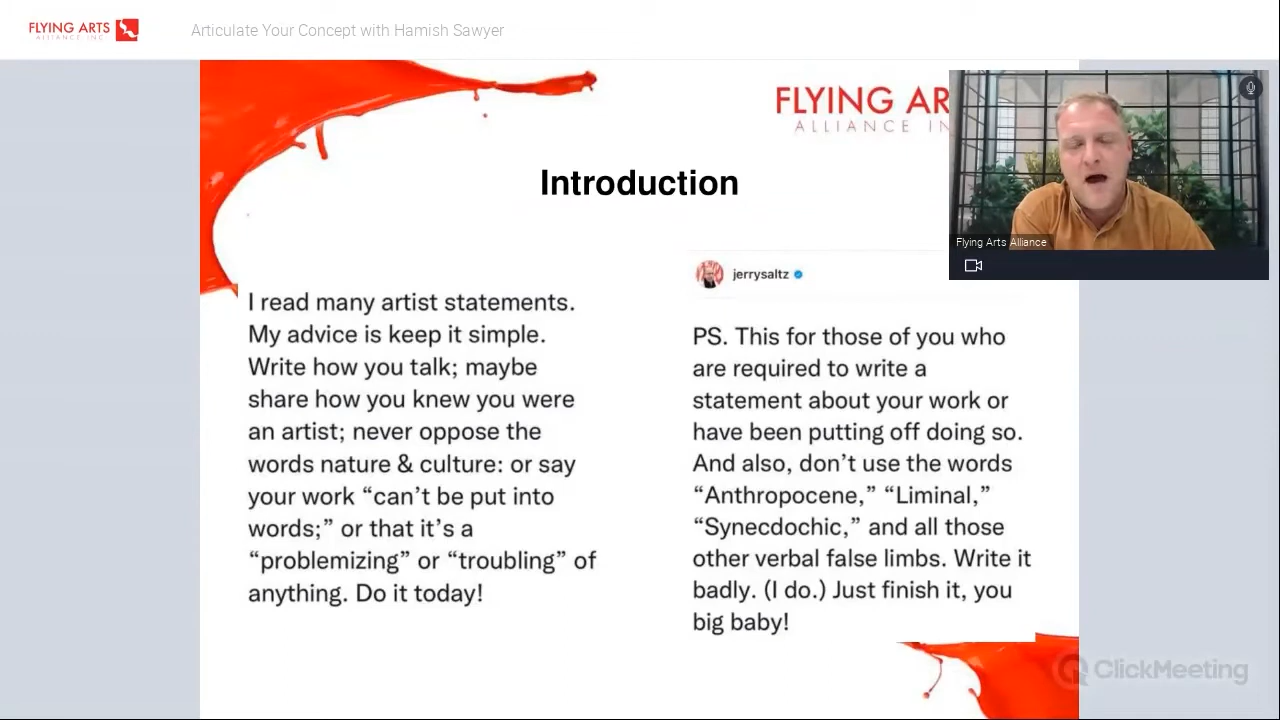 FLYING ARTS
ALLIANCE INC
Articulate Your Concept with Hamish Sawyer
FLYING AR
ALLIANCE IN
Introduction
Flying Arts Alliance
I read many artist statements.
My advice is keep it simple.
Write how you talk; maybe
share how you knew you were
an artist; never oppose the
words nature & culture: or say
your work “can’t be put into
words;” or that it’s a
“problemizing” or “troubling” of
anything. Do it today!
jerrysaltz
PS. This for those of you who
are required to write a
statement about your work or
have been putting off doing so.
And also, don’t use the words
“Anthropocene,” “Liminal,”
“Synecdochic,” and all those
other verbal false limbs. Write it
badly. (I do.) Just finish it, you
big baby!
ClickMeeting